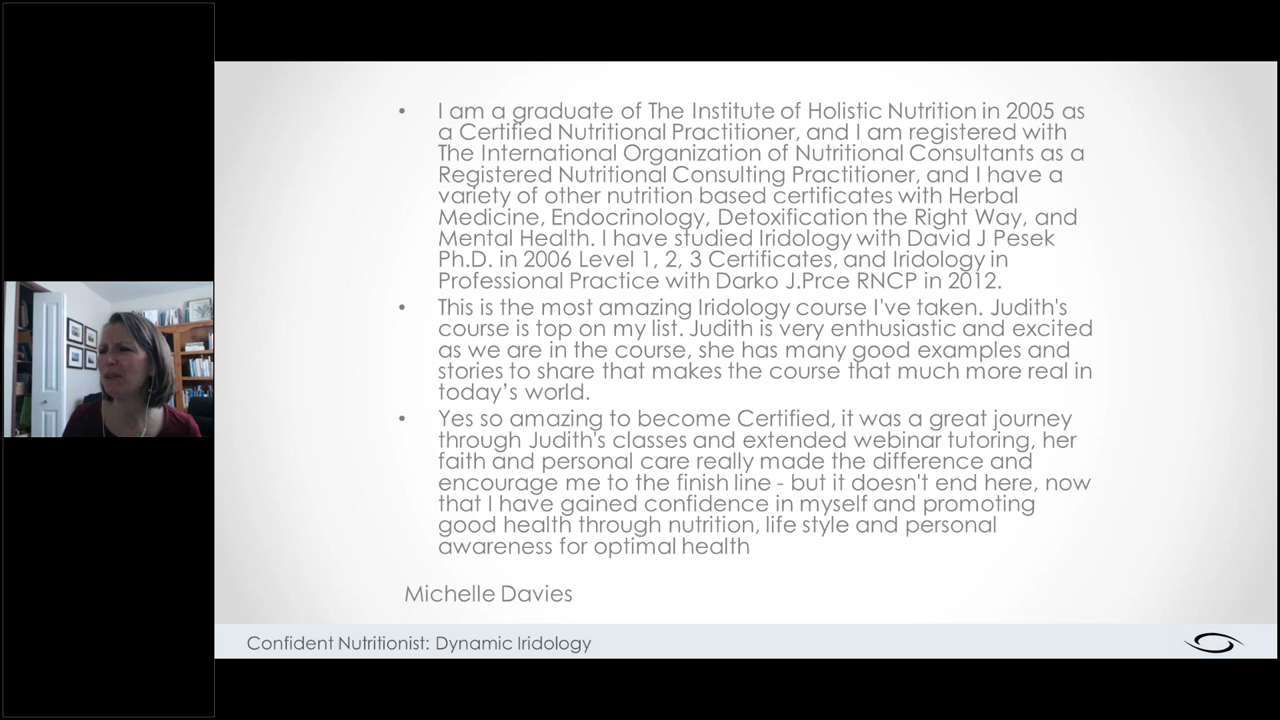 • I am a graduate of The Institute of Holistic Nutrition in 2005 as
a Certified Nutritional Practitioner, and I am registered with
The International Organization of Nutritional Consultants as a
Registered Nutritional Consulting Practitioner, and I have a
variety of other nutrition based certificates with Herbal
Medicine, Endocrinology, Detoxification the Right Way, and
Mental Health. I have studied Iridology with David J Pesek
Ph.D. in 2006 Level 1, 2, 3 Certificates, and Iridology in
Professional Practice with Darko J.Prce RNCP in 2012.
• This is the most amazing Iridology course I've taken. Judith's
course is top on my list. Judith is very enthusiastic and excited
as we are in the course, she has many good examples and
stories to share that makes the course that much more real in
today’s world.
• Yes so amazing to become Certified, it was a great journey
through Judith's classes and extended webinar tutoring, her
faith and personal care really made the difference and
encourage me to the finish line - but it doesn't end here, now
that I have gained confidence in myself and promoting
good health through nutrition, life style and personal
awareness for optimal health
Michelle Davies
Confident Nutritionist: Dynamic Iridology